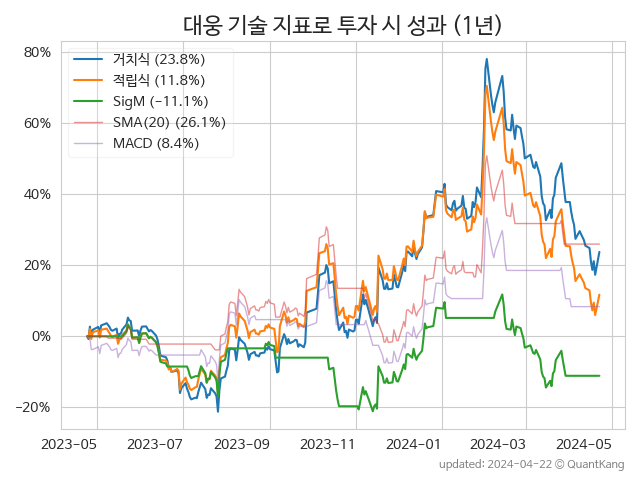 대웅 기술 지표로 투자 시 성과 (1년)
80%
60%
40%
20%
0%
−20%
거치식 (23.8%)
적립식 (11.8%)
SigM (−11.1%)
SMA(20) (26.1%)
MACD (8.4%)
2023−05 2023−07 2023−09 2023−11 2024−01 2024−03 2024−05
updated: 2024−04−22 © QuantKang